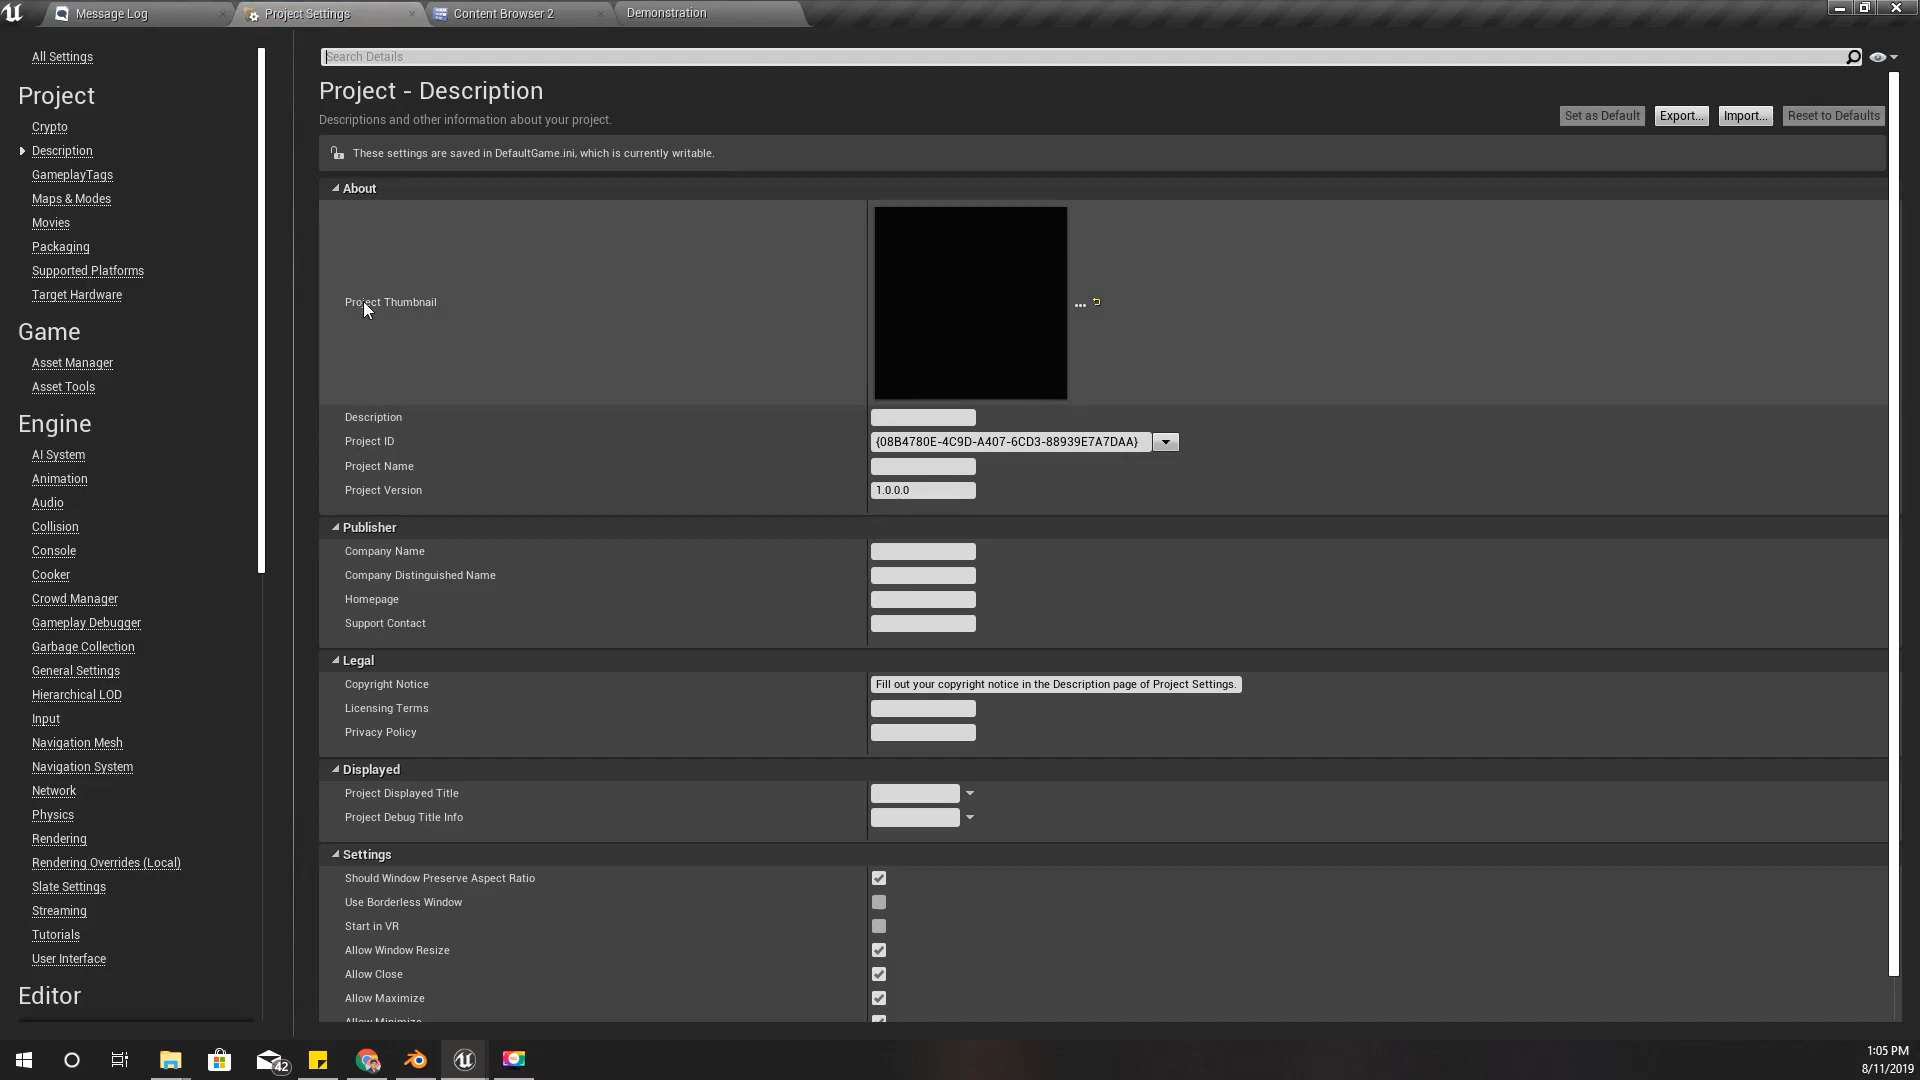 Message Log
Project Settings
Content Browser 2
Demonstration
All Settings
Project
Crypto
Description
GameplayTags
Maps & Modes
Movies
Packaging
Supported Platforms
Target Hardware
Game
Asset Manager
Asset Tools
Engine
AI System
Animation
Audio
Collision
Console
Cooker
Crowd Manager
Gameplay Debugger
Garbage Collection
General Settings
Hierarchical LOD
Input
Navigation Mesh
Navigation System
Network
Physics
Rendering
Rendering Overrides (Local)
Slate Settings
Streaming
Tutorials
User Interface
Editor
Search Details
Project - Description
Descriptions and other information about your project.
Set as Default
Export...
Import...
Reset to Defaults
These settings are saved in DefaultGame.ini, which is currently writable.
About
Project Thumbnail
...
Description
Project ID {08B4780E-4C9D-A407-6CD3-88939E7A7DAA}
Project Name
Project Version 1.0.0.0
Publisher
Company Name
Company Distinguished Name
Homepage
Support Contact
Legal
Copyright Notice Fill out your copyright notice in the Description page of Project Settings.
Licensing Terms
Privacy Policy
Displayed
Project Displayed Title
Project Debug Title Info
Settings
Should Window Preserve Aspect Ratio
Use Borderless Window
Start in VR
Allow Window Resize
Allow Close
Allow Maximize
Allow Minimize
42
1:05 PM
8/11/2019